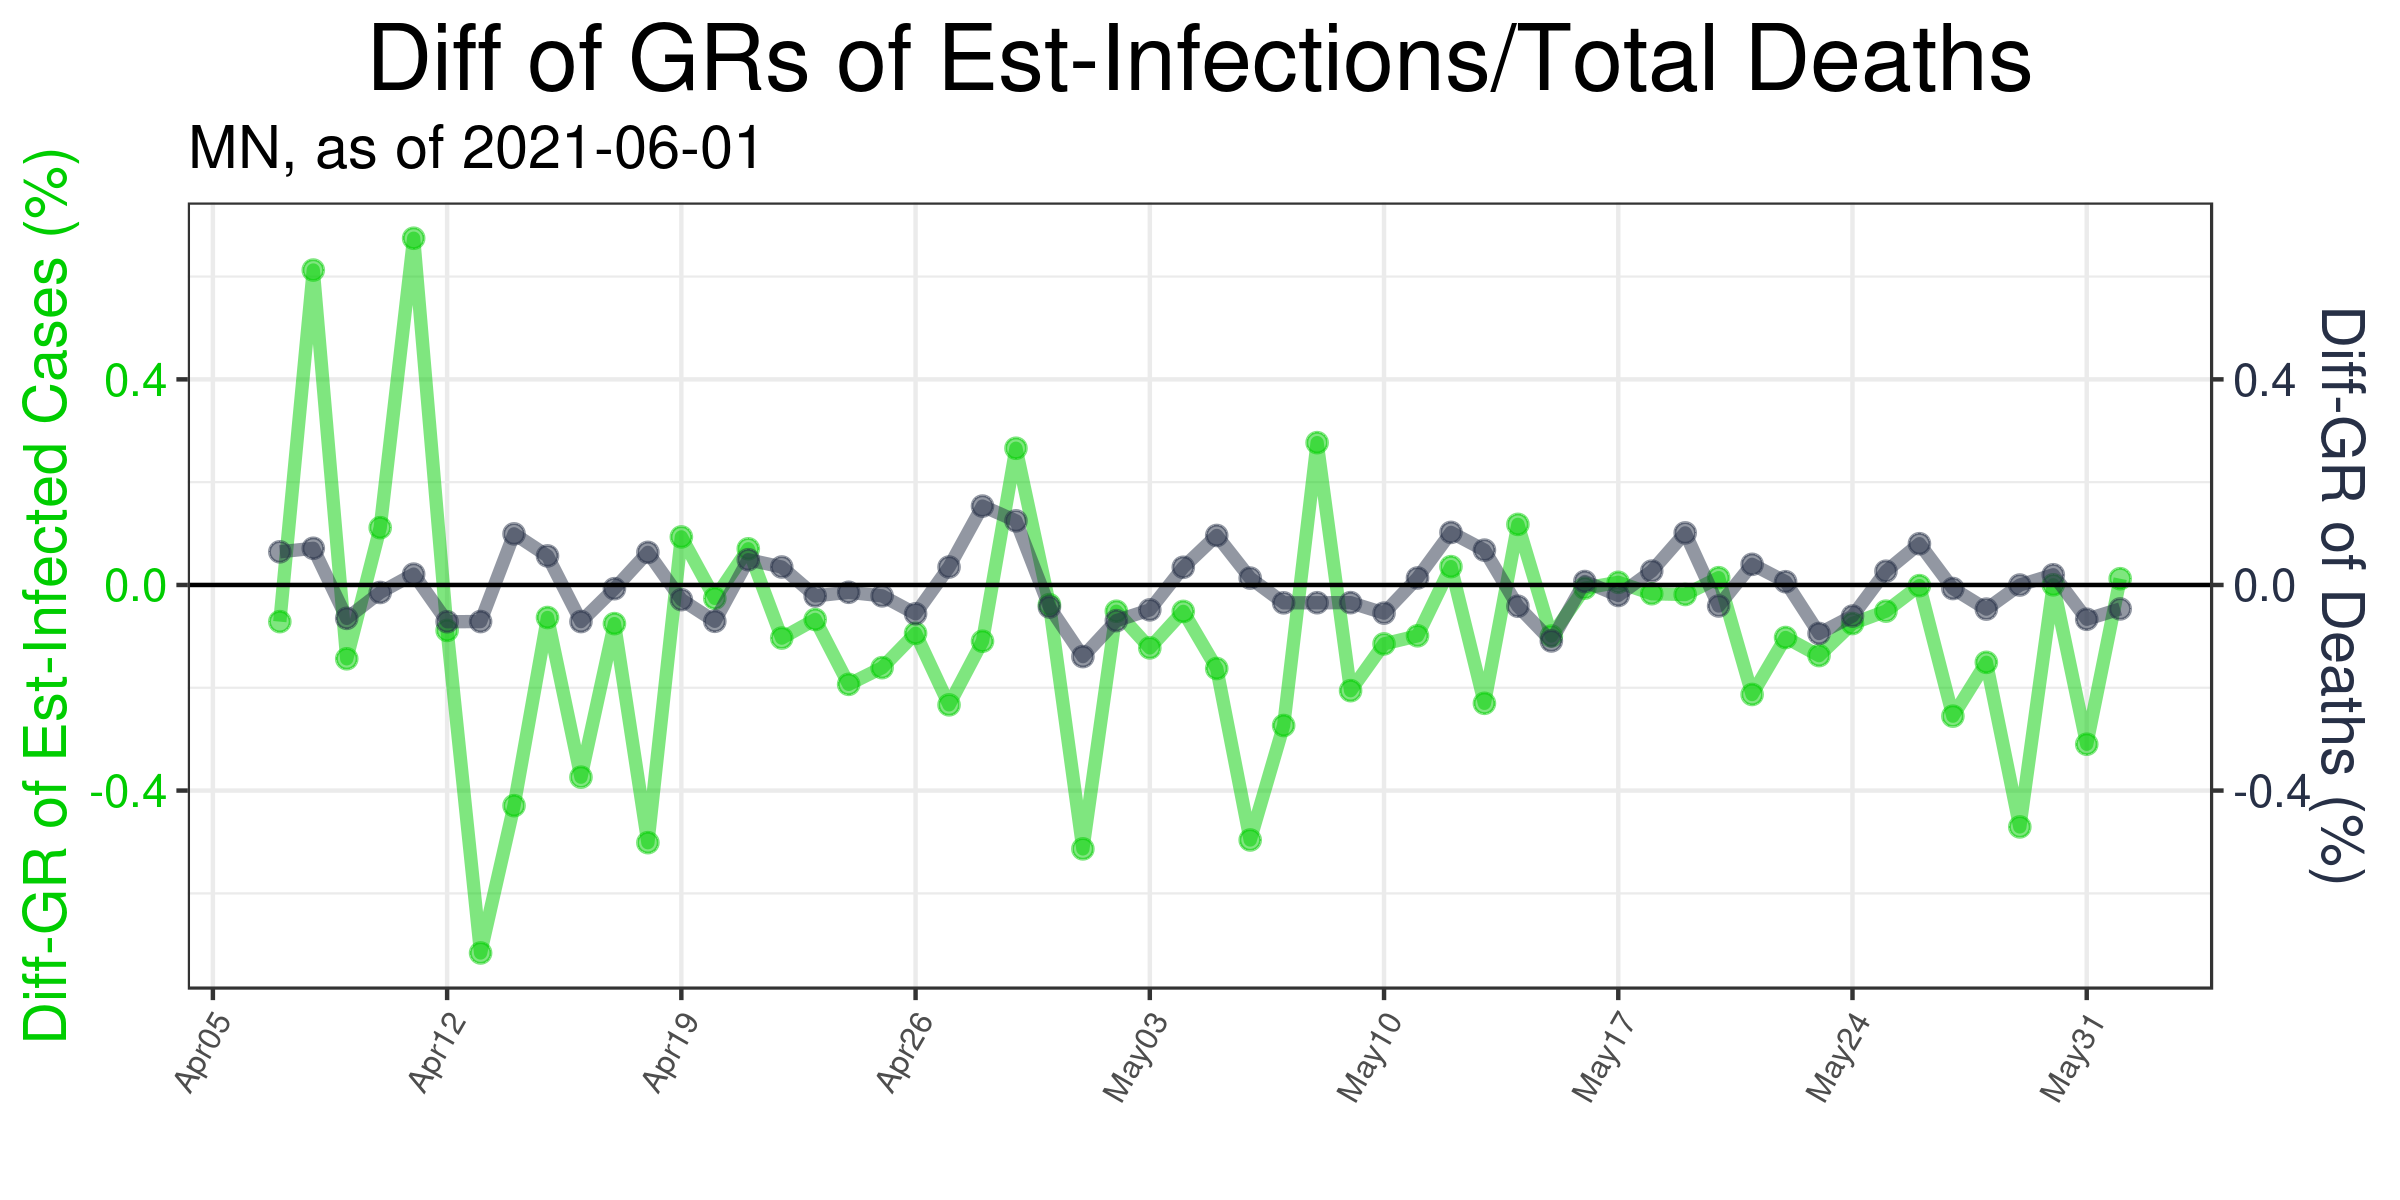 Diff of GRs of Est-Infections/Total Deaths
MN, as of 2021-06-01
Diff-GR of Est-Infected Cases (%)
0.4
0.0
-0.4
0.4
0.0
-0.4
Diff-GR of Deaths (%)
Apr05
Apr12
Apr19
Apr26
May03
May10
May17
May24
May31